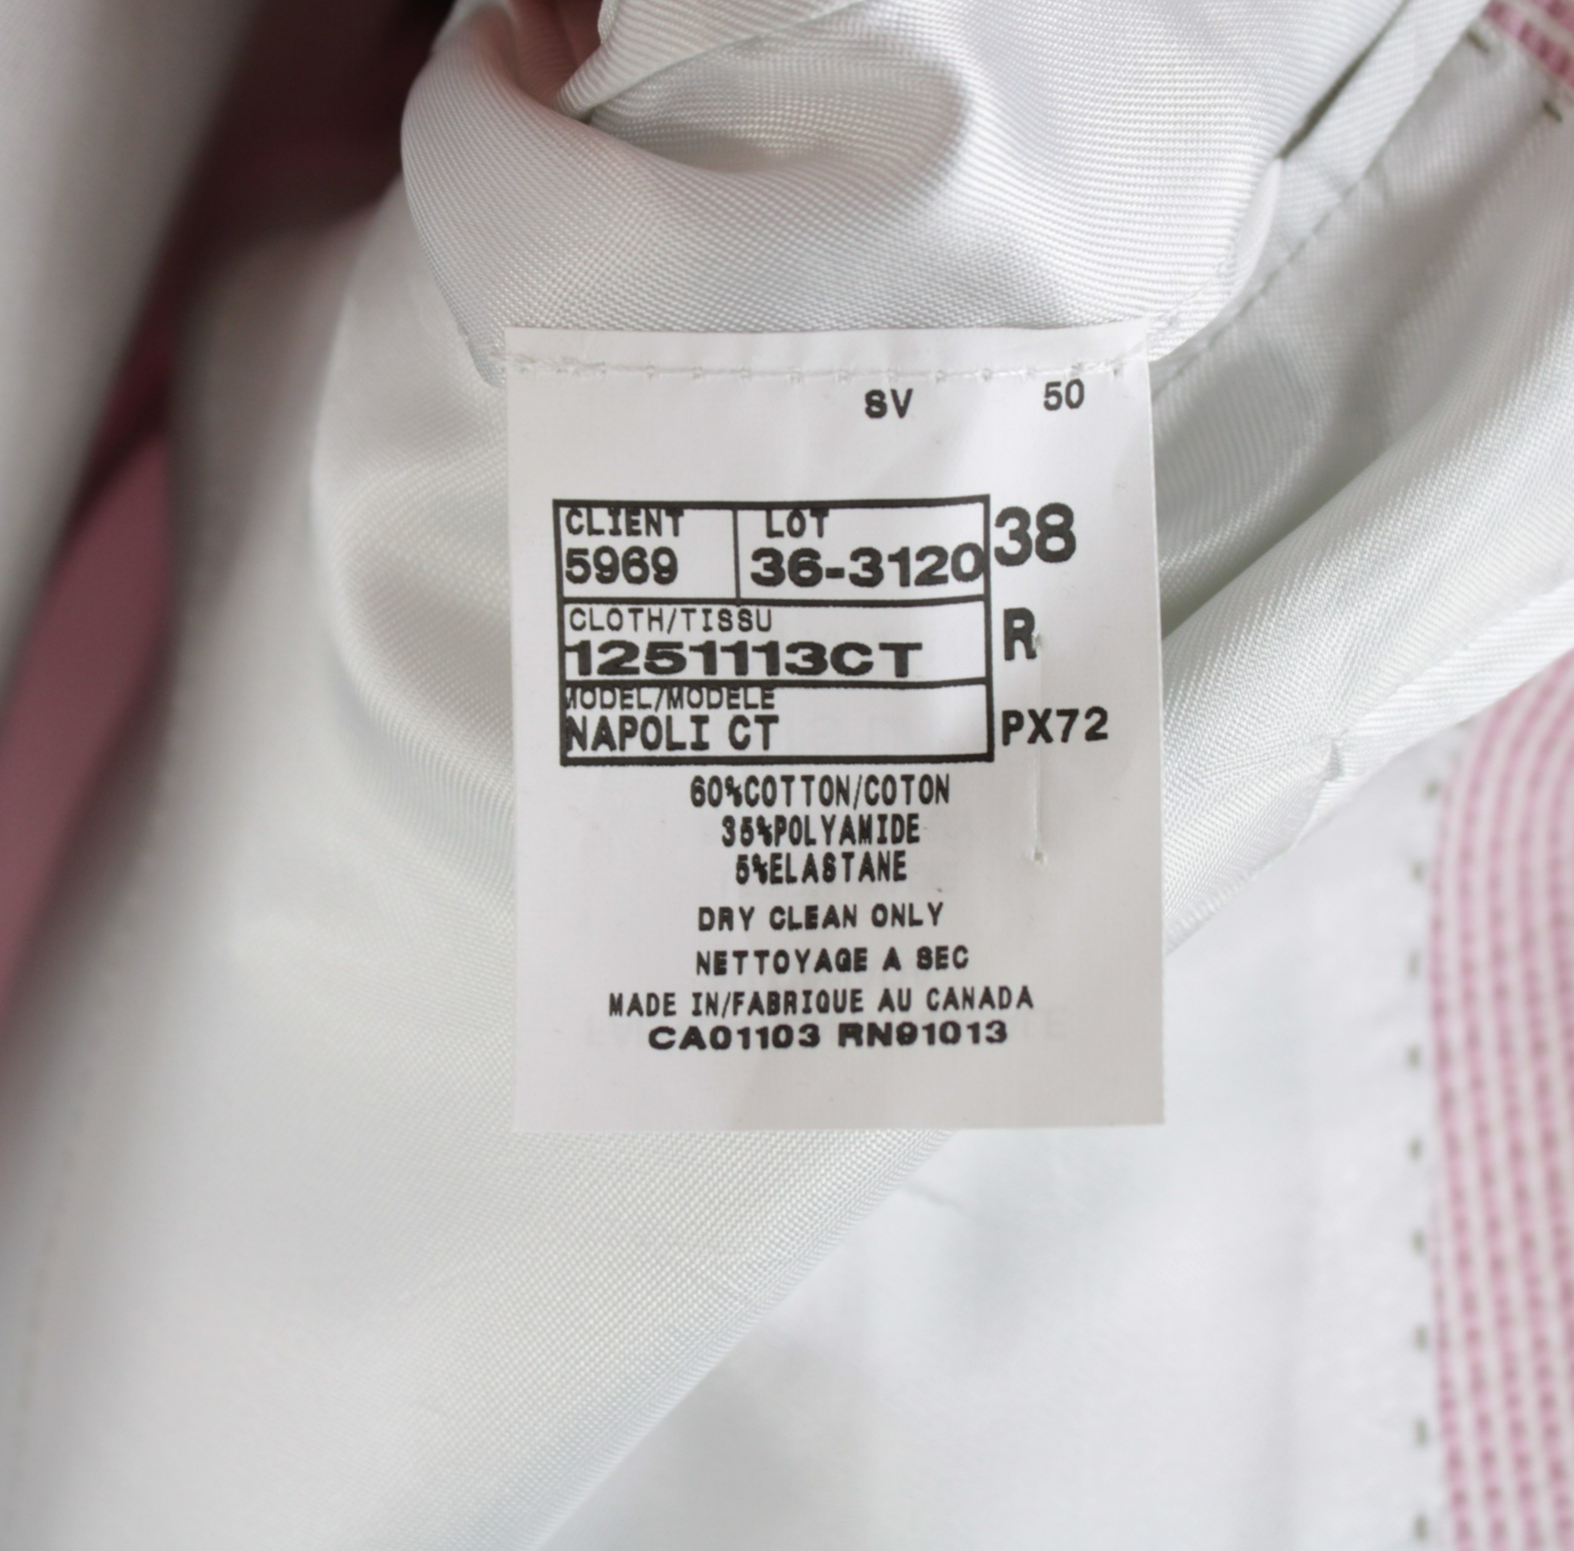 SV 50
CLIENT LOT
5969 36-3120 38
CLOTH/TISSU
1251113CT R
MODEL/MODELE
NAPOLI CT PX72
60%COTTON/COTON
35%POLYAMIDE
5%ELASTANE
DRY CLEAN ONLY
NETTOYAGE A SEC
MADE IN/FABRIQUE AU CANADA
CA01103 RN91013